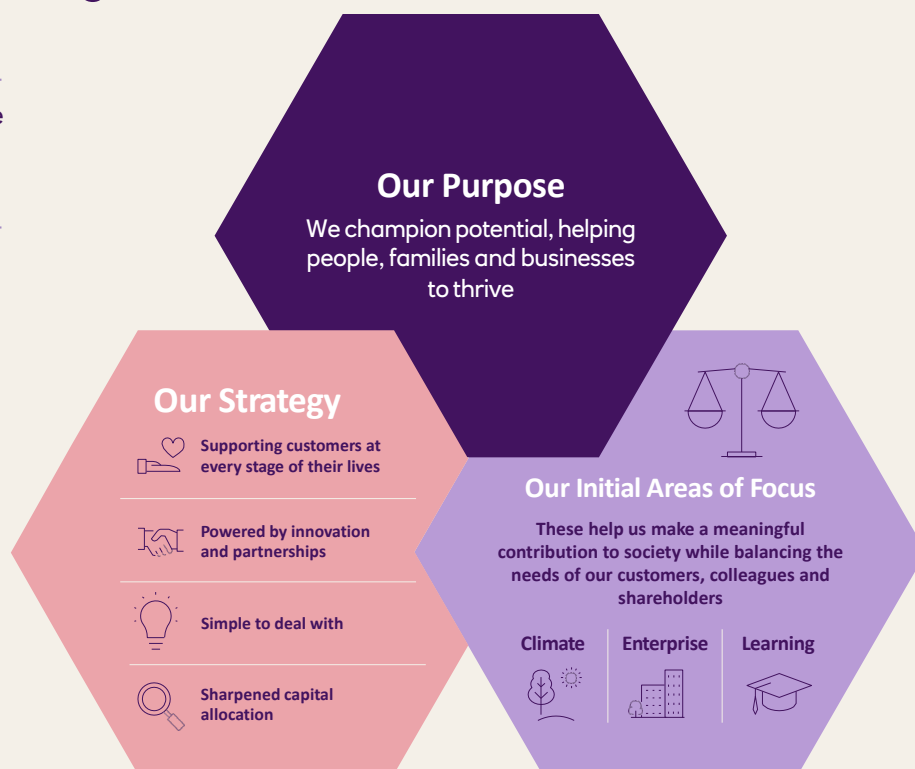 Our Purpose
We champion potential, helping
people, families and businesses
to thrive
Our Strategy
Supporting customers at
every stage of their lives
Powered by innovation
and partnerships
Simple to deal with
Sharpened capital
allocation
Our Initial Areas of Focus
These help us make a meaningful
contribution to society while balancing the
needs of our customers, colleagues and
shareholders
Climate
Enterprise
Learning